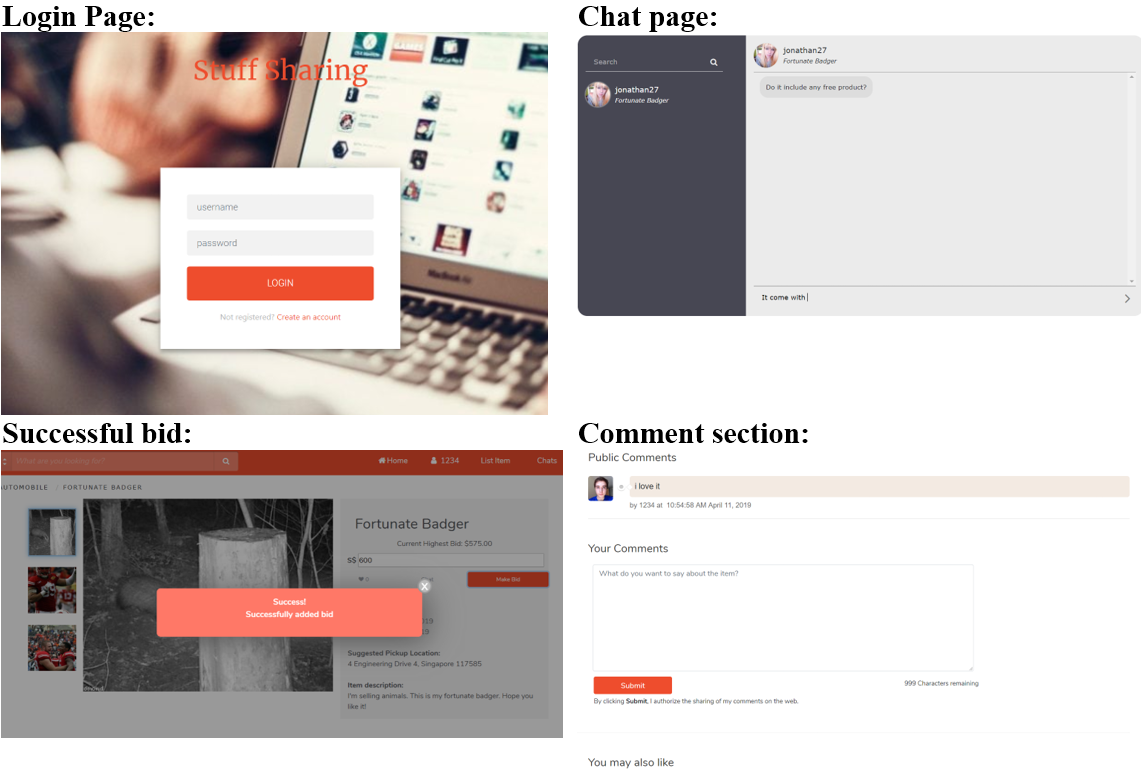 Login Page:
Stuff Sharing
GAMES
username
password
LOGIN
Not registered? Create an account
MacBook Air
Chat page:
Search
jonathan27
Fortunate Badger
jonathan27
Fortunate Badger
Do it include any free product?
It come with
Successful bid:
What are you looking for?
Home
1234
List Item
Chats
AUTOMOBILE / FORTUNATE BADGER
Fortunate Badger
Current Highest Bid: $575.00
S$ 600
0
Make Bid
Success!
Successfully added bid
Suggested Pickup Location:
4 Engineering Drive 4, Singapore 117585
Item description:
I'm selling animals. This is my fortunate badger. Hope you
like it!
Comment section:
Public Comments
i love it
by 1234 at 10:54:58 AM April 11, 2019
Your Comments
What do you want to say about the item?
Submit
999 Characters remaining
By clicking Submit, I authorize the sharing of my comments on the web.
You may also like